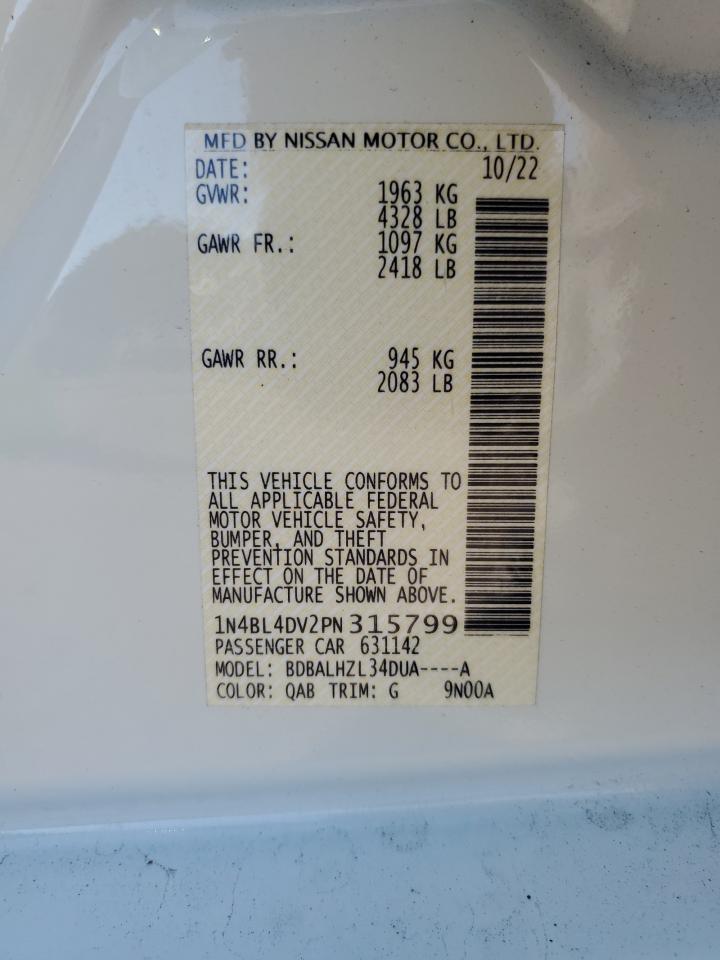 MFD BY NISSAN MOTOR CO., LTD.
DATE: 10/22
GVWR: 1963 KG
4328 LB
GAWR FR.: 1097 KG
2418 LB
GAWR RR.: 945 KG
2083 LB
THIS VEHICLE CONFORMS TO
ALL APPLICABLE FEDERAL
MOTOR VEHICLE SAFETY,
BUMPER, AND THEFT
PREVENTION STANDARDS IN
EFFECT ON THE DATE OF
MANUFACTURE SHOWN ABOVE.
1N4BL4DV2PN315799
PASSENGER CAR 631142
MODEL: BDBALHZL34DUA----A
COLOR: QAB TRIM: G 9N00A